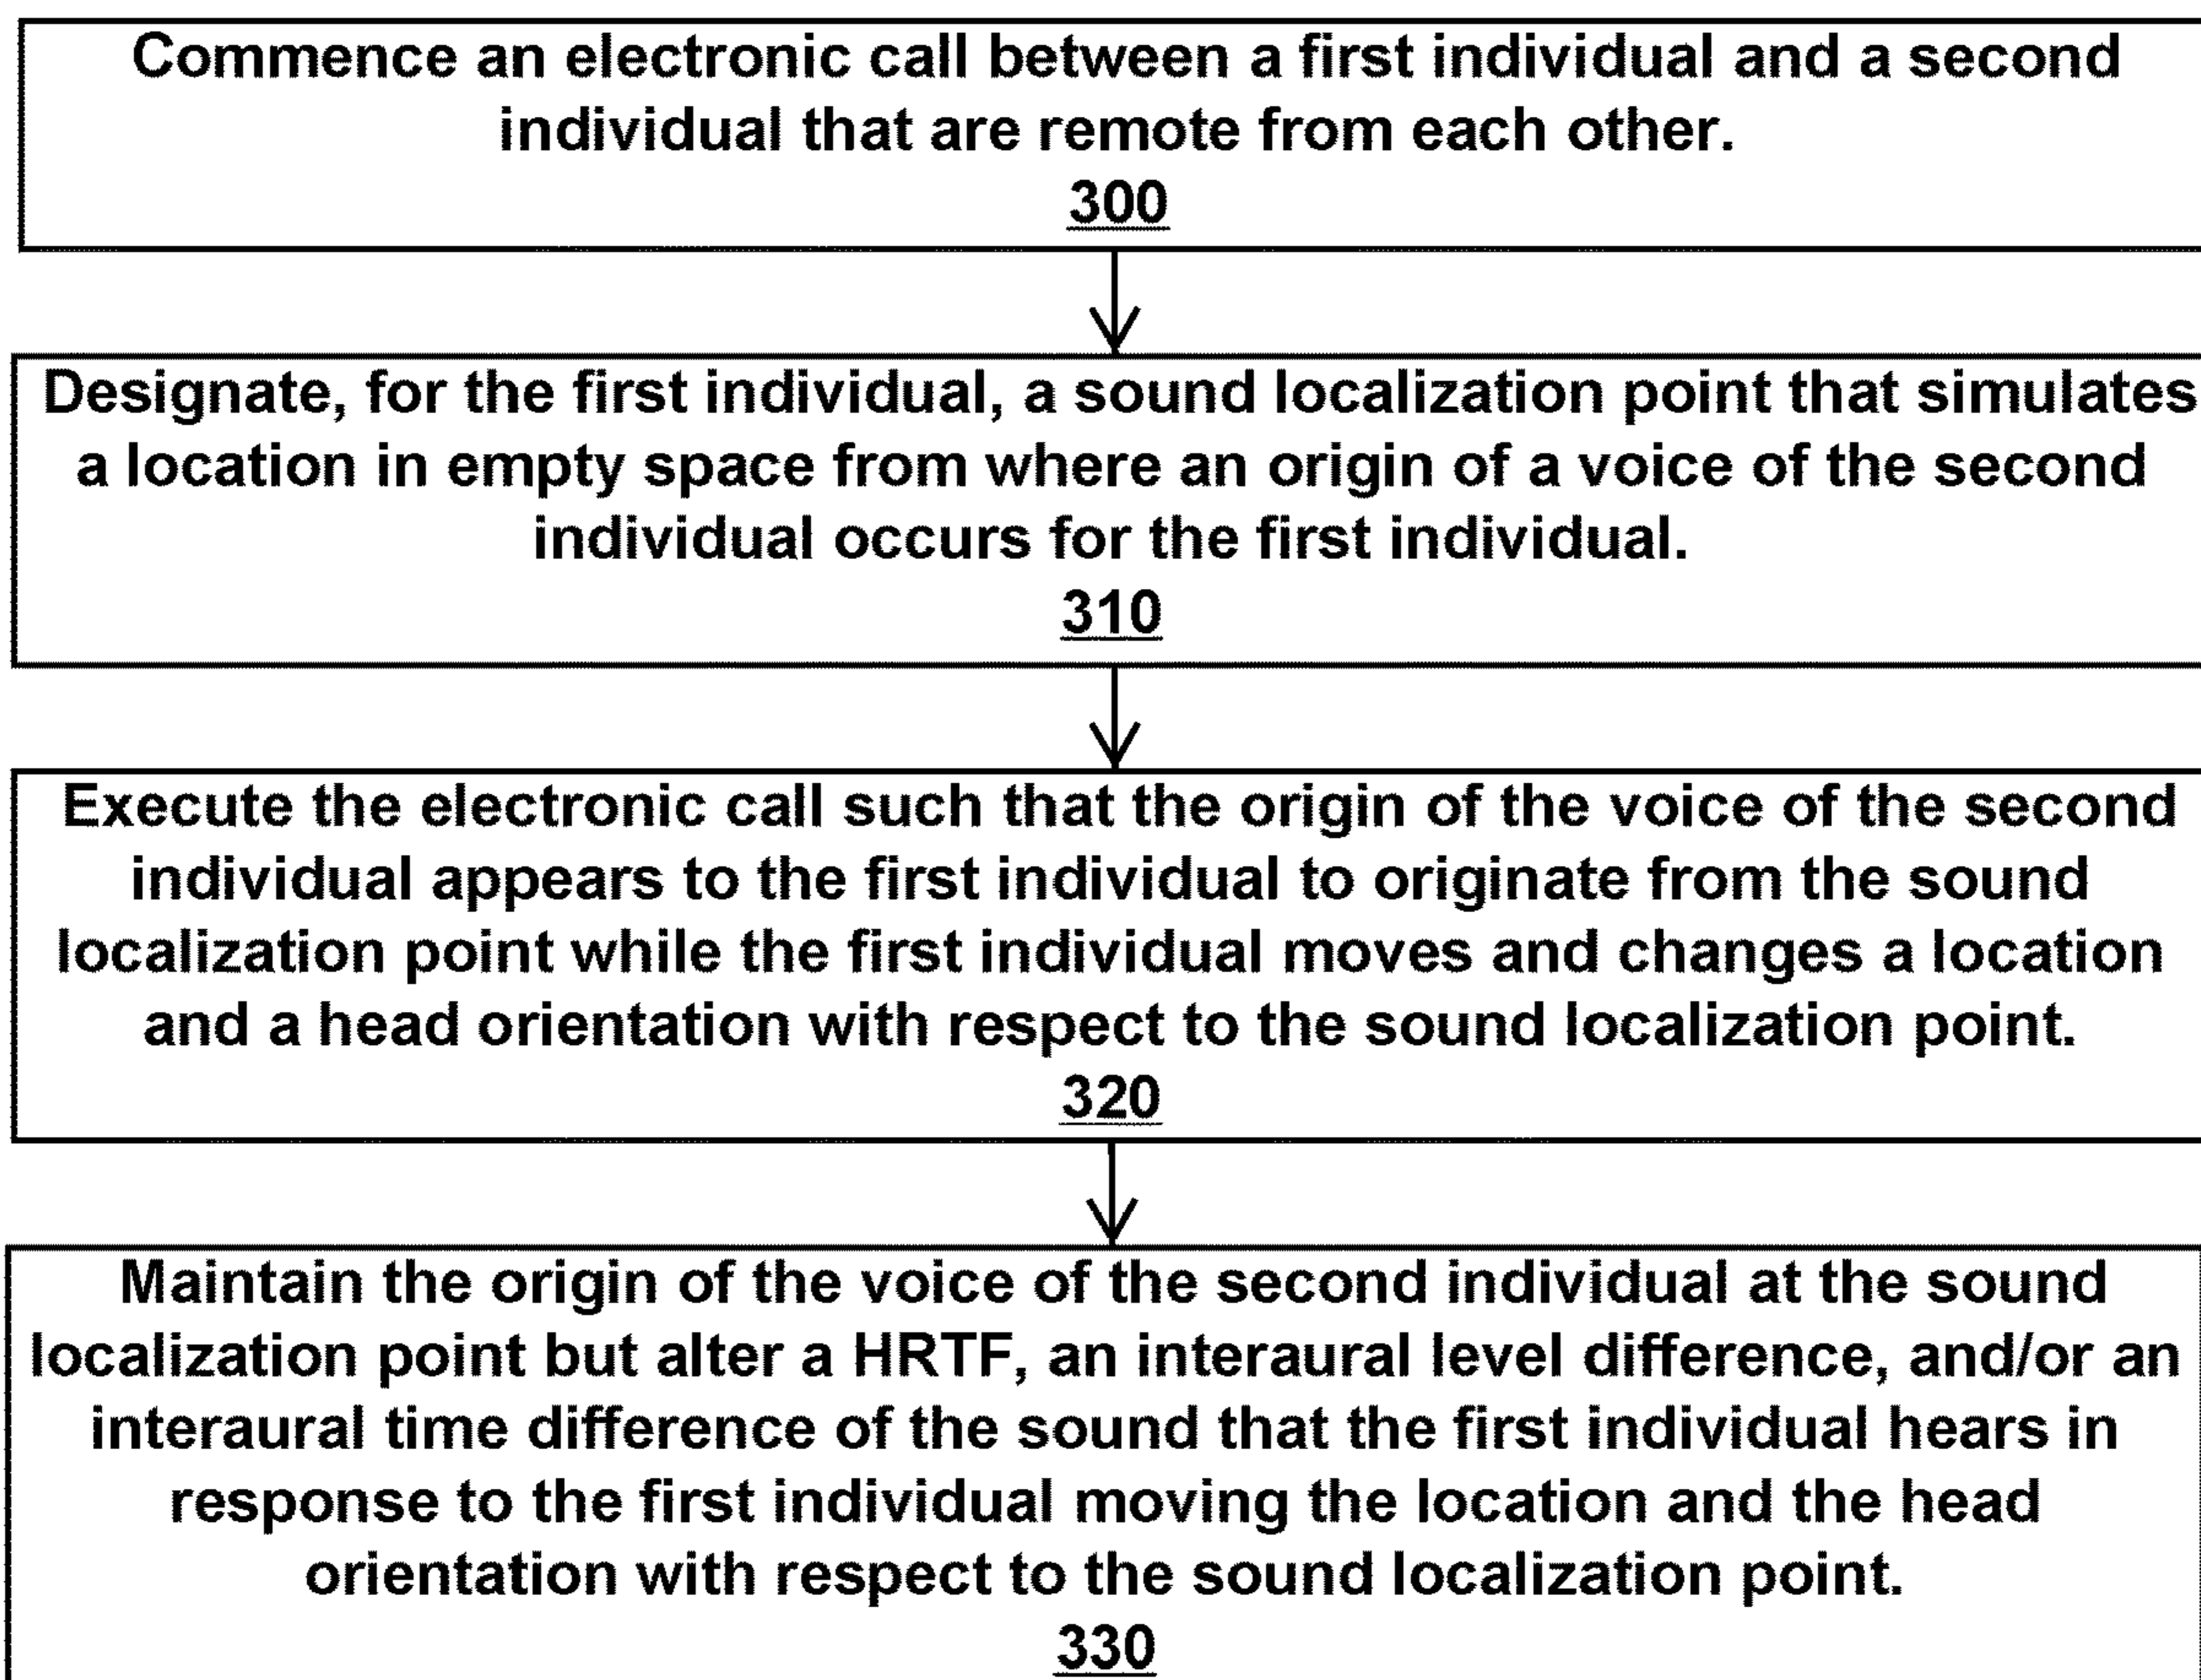 Commence an electronic call between a first individual and a second
individual that are remote from each other.
300
Designate, for the first individual, a sound localization point that simulates
a location in empty space from where an origin of a voice of the second
individual occurs for the first individual.
310
Execute the electronic call such that the origin of the voice of the second
individual appears to the first individual to originate from the sound
localization point while the first individual moves and changes a location
and a head orientation with respect to the sound localization point.
320
Maintain the origin of the voice of the second individual at the sound
localization point but alter a HRTF, an interaural level difference, and/or an
interaural time difference of the sound that the first individual hears in
response to the first individual moving the location and the head
orientation with respect to the sound localization point.
330